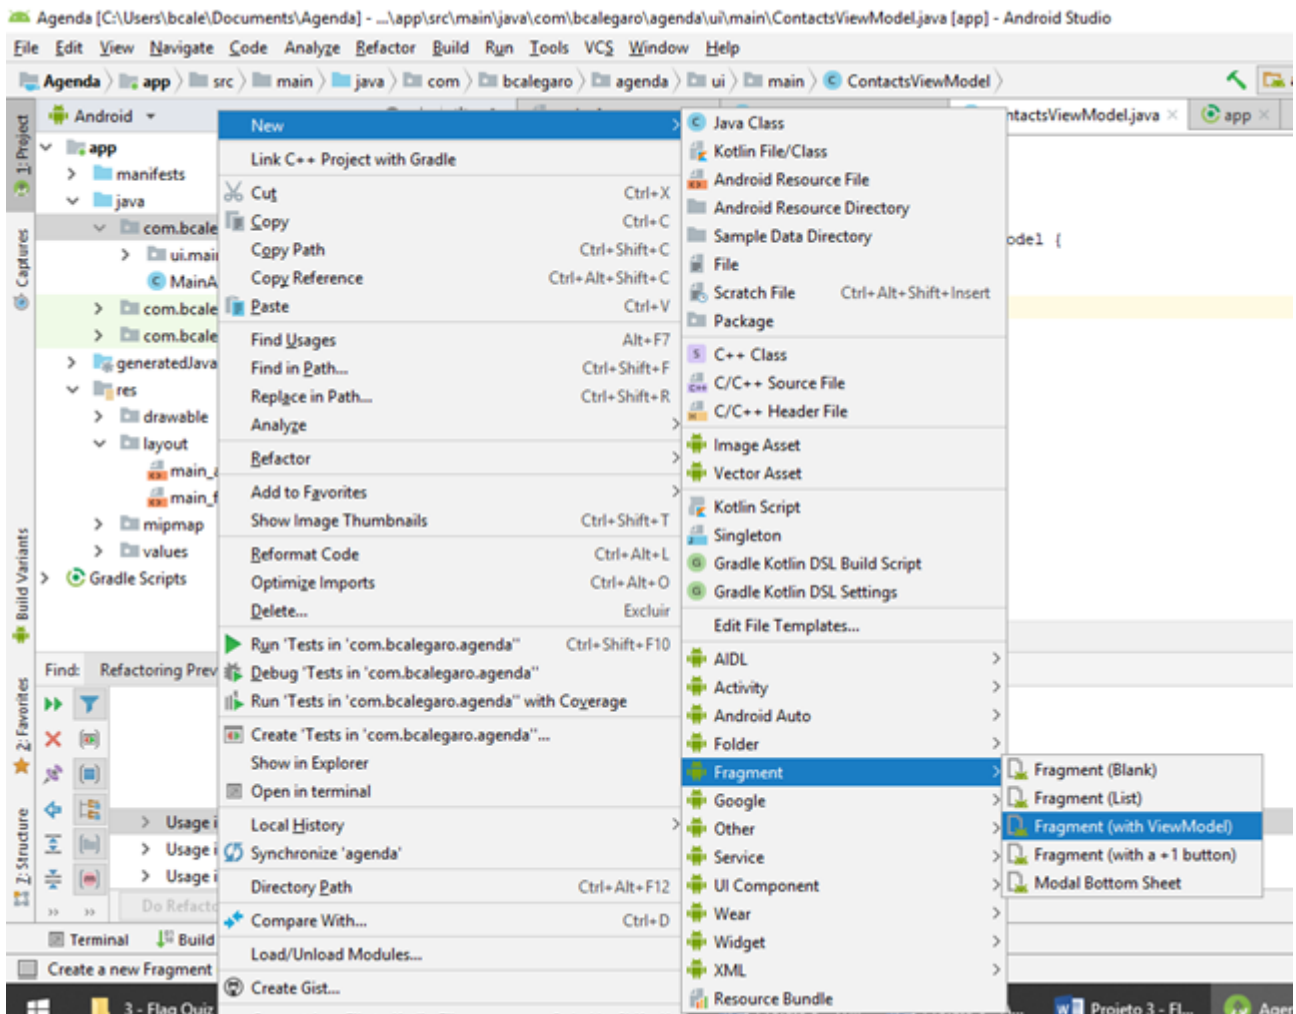 Agenda [C:\Users\bcale\Documents\Agenda] - ...\app\src\main\java\com\bcalegaro\agenda\ui\main\ContactsViewModel.java [app] - Android Studio
File Edit View Navigate Code Analyze Refactor Build Run Tools VCS Window Help
Agenda app src main java com bcalegaro agenda ui main ContactsViewModel
1: Project
Captures
Build Variants
2: Favorites
7: Structure
Android
ntactsViewModel.java app
app
manifests
java
com.bcale
ui.mai
MainA
com.bcale
com.bcale
generatedJava
res
drawable
layout
main_a
main_f
mipmap
values
Gradle Scripts
odel {
New
Link C++ Project with Gradle
Cut Ctrl+X
Copy Ctrl+C
Copy Path Ctrl+Shift+C
Copy Reference Ctrl+Alt+Shift+C
Paste Ctrl+V
Find Usages Alt+F7
Find in Path... Ctrl+Shift+F
Replace in Path... Ctrl+Shift+R
Analyze
Refactor
Add to Favorites
Show Image Thumbnails Ctrl+Shift+T
Reformat Code Ctrl+Alt+L
Optimize Imports Ctrl+Alt+O
Delete... Excluir
Run 'Tests in 'com.bcalegaro.agenda'' Ctrl+Shift+F10
Debug 'Tests in 'com.bcalegaro.agenda''
Run 'Tests in 'com.bcalegaro.agenda'' with Coverage
Create 'Tests in 'com.bcalegaro.agenda''...
Show in Explorer
Open in terminal
Local History
Synchronize 'agenda'
Directory Path Ctrl+Alt+F12
Compare With... Ctrl+D
Load/Unload Modules...
Create Gist...
Java Class
Kotlin File/Class
Android Resource File
Android Resource Directory
Sample Data Directory
File
Scratch File Ctrl+Alt+Shift+Insert
Package
C++ Class
C/C++ Source File
C/C++ Header File
Image Asset
Vector Asset
Kotlin Script
Singleton
Gradle Kotlin DSL Build Script
Gradle Kotlin DSL Settings
Edit File Templates...
AIDL
Activity
Android Auto
Folder
Fragment
Google
Other
Service
UI Component
Wear
Widget
XML
Resource Bundle
Fragment (Blank)
Fragment (List)
Fragment (with ViewModel)
Fragment (with a +1 button)
Modal Bottom Sheet
Find: Refactoring Prev
Usage i
Usage i
Usage i
Do Refacto
Terminal Build
Create a new Fragment
3 - Flag Quiz
Projeto 3 - Fl...
Agen